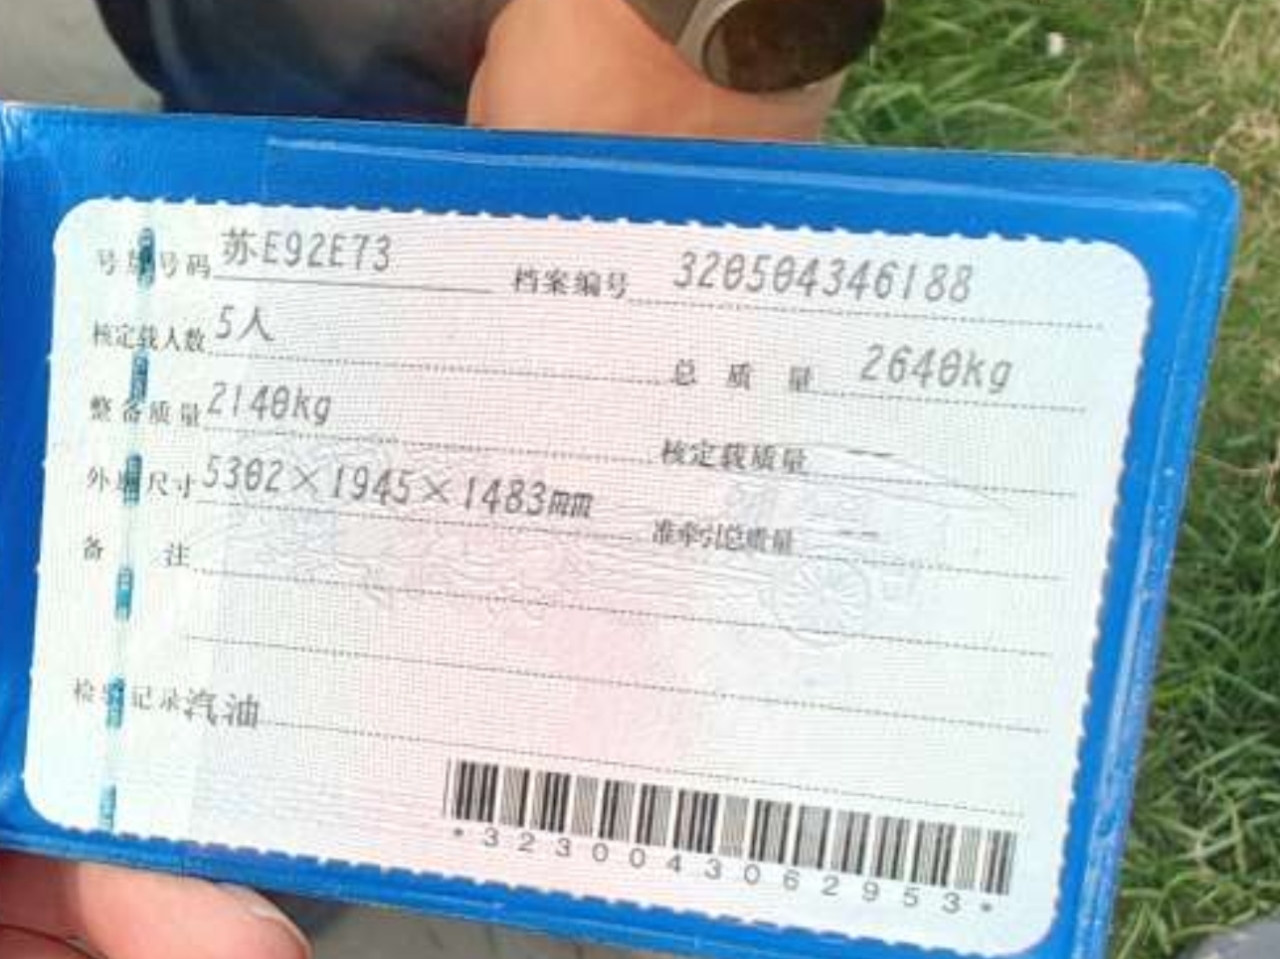 号牌号码 苏E92E73 档案编号 320504346188
核定载人数 5人 总质量 2640kg
整备质量 2140kg 核定载质量 --
外廓尺寸 5302×1945×1483mm 准牵引总质量 --
备注
检验记录 汽油
*3230043062953*